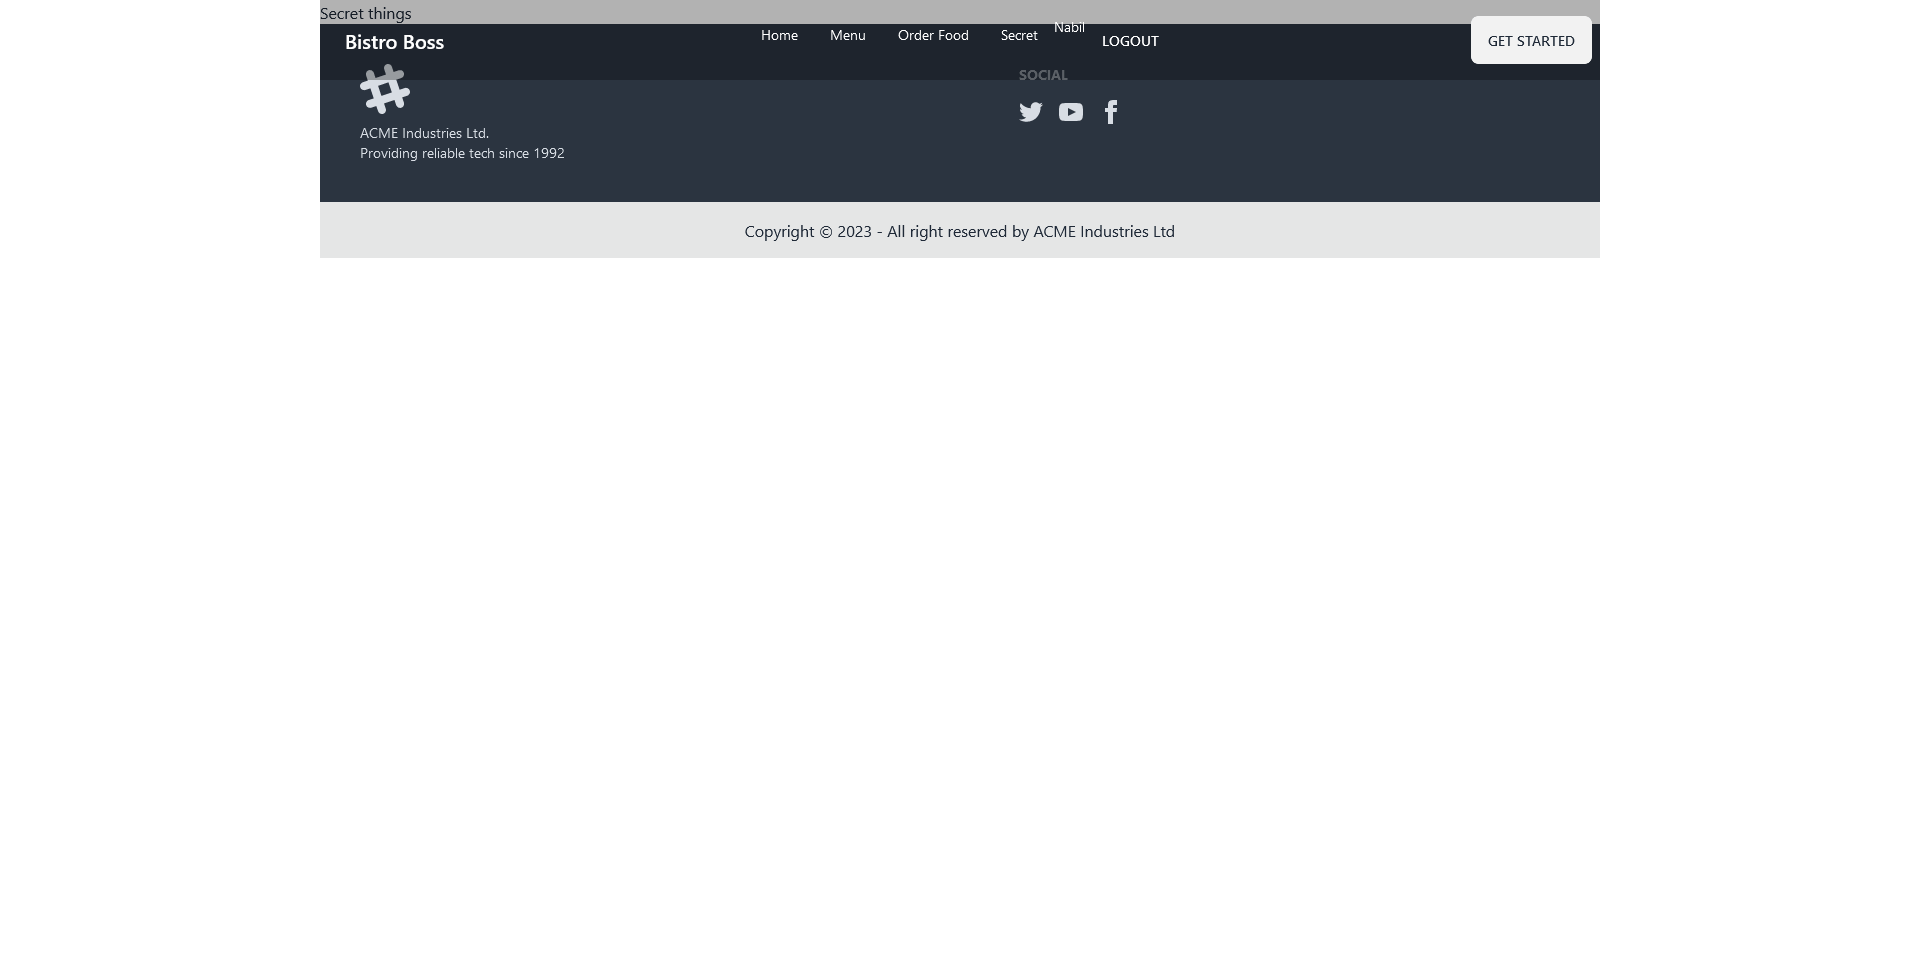 Secret things
Bistro Boss
Home
Menu
Order Food
Secret
Nabil
LOGOUT
GET STARTED
SOCIAL
ACME Industries Ltd.
Providing reliable tech since 1992
Copyright © 2023 - All right reserved by ACME Industries Ltd